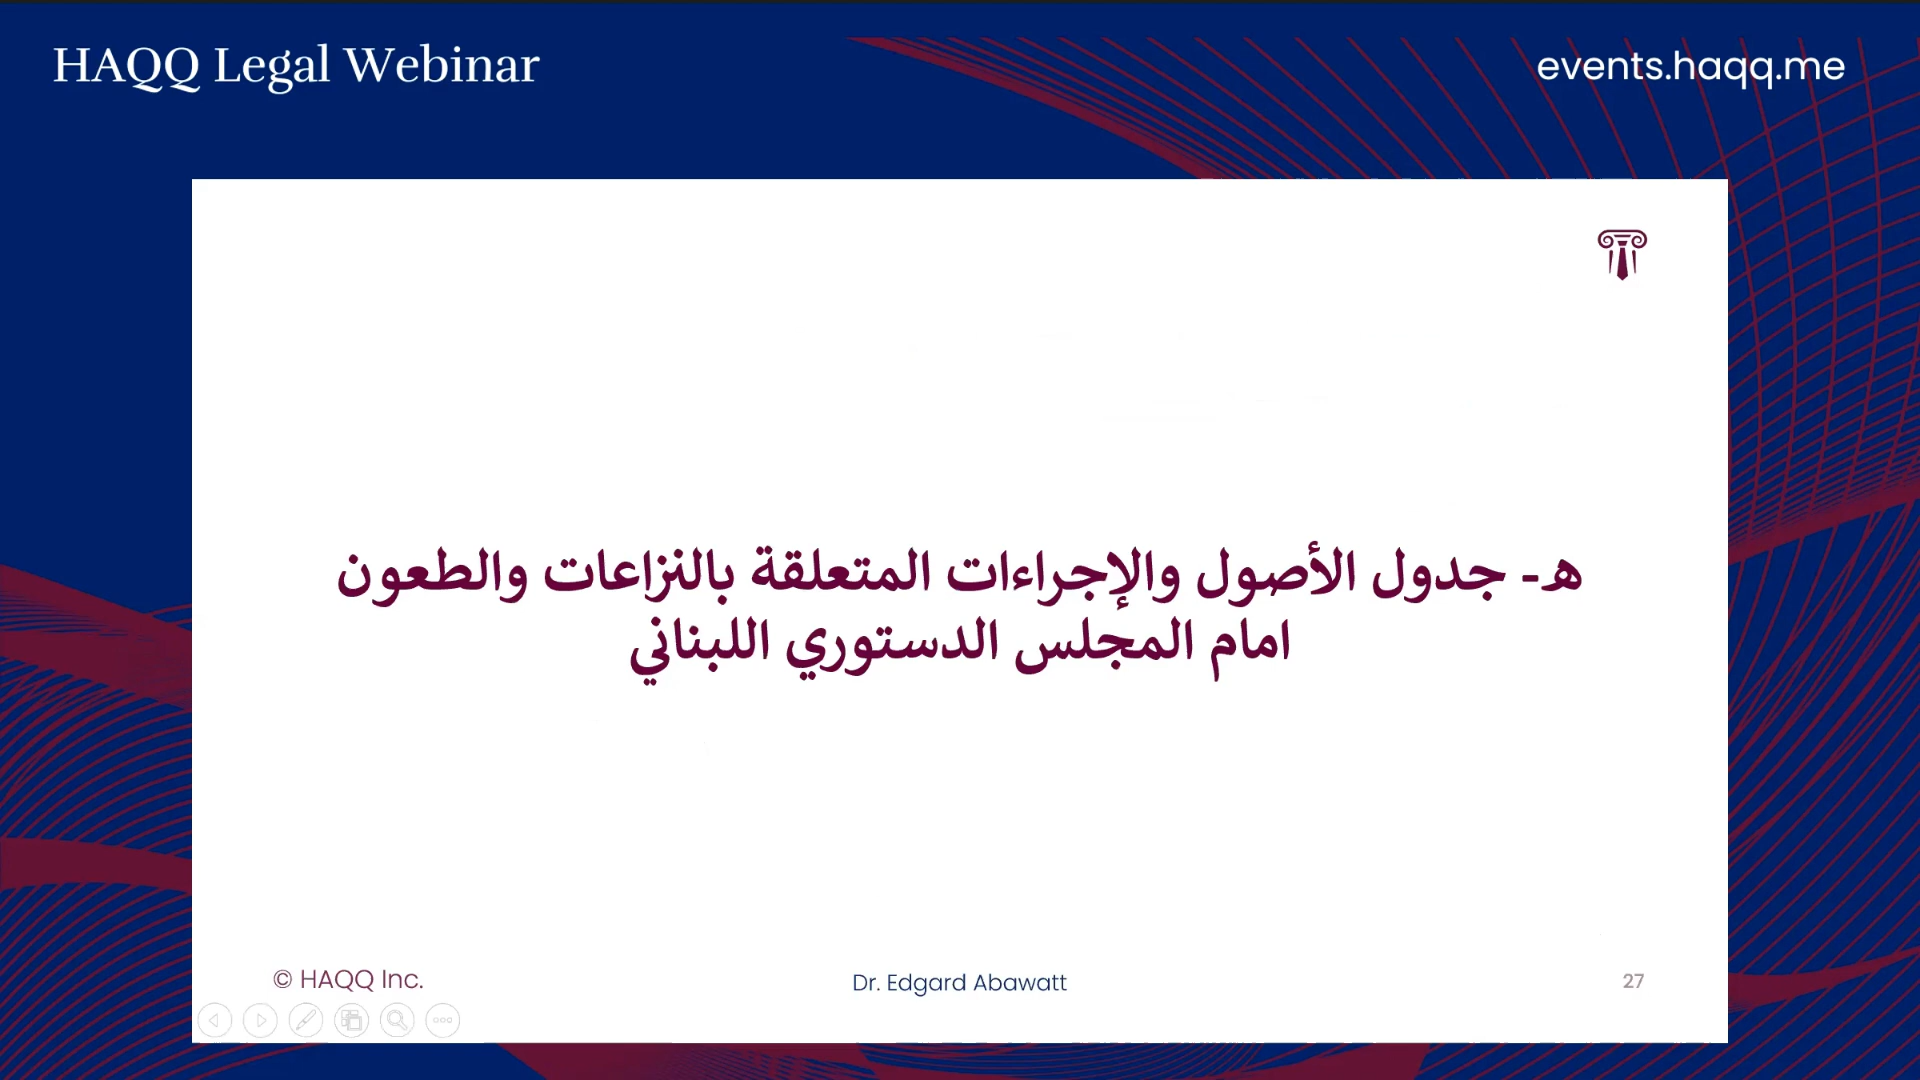 HAQQ Legal Webinar
events.haqq.me
هـ- جدول الأصول والإجراءات المتعلقة بالنزاعات والطعون
امام المجلس الدستوري اللبناني
© HAQQ Inc.
Dr. Edgard Abawatt
27